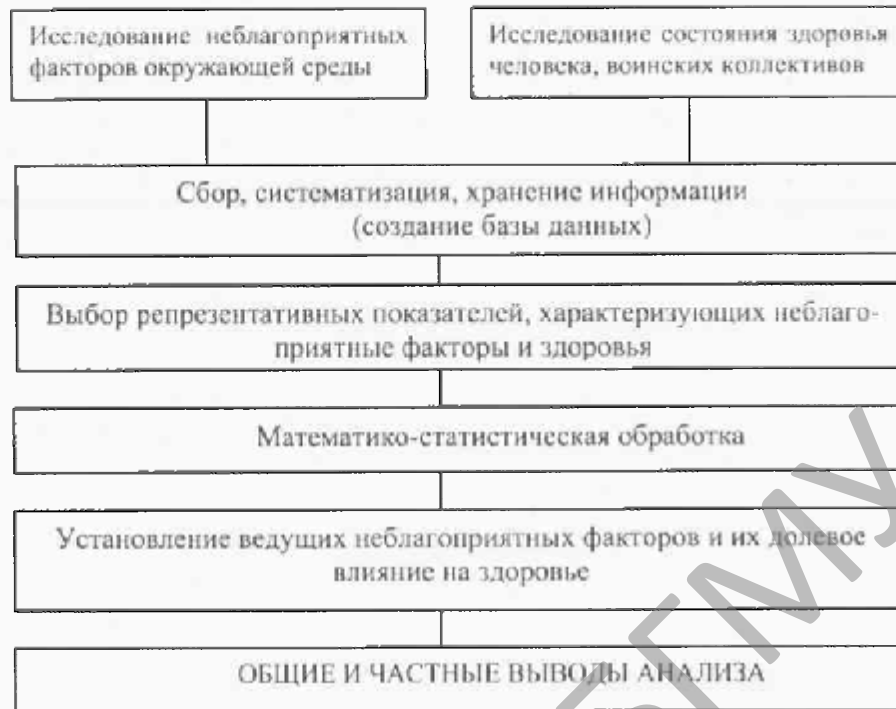 Исследование неблагоприятных
факторов окружающей среды
Исследование состояния здоровья
человека, воинских коллективов
Сбор, систематизация, хранение информации
(создание базы данных)
Выбор репрезентативных показателей, характеризующих неблаго-
приятные факторы и здоровья
Математико-статистическая обработка
Установление ведущих неблагоприятных факторов и их долевое
влияние на здоровье
ОБЩИЕ И ЧАСТНЫЕ ВЫВОДЫ АНАЛИЗА
ГМУ